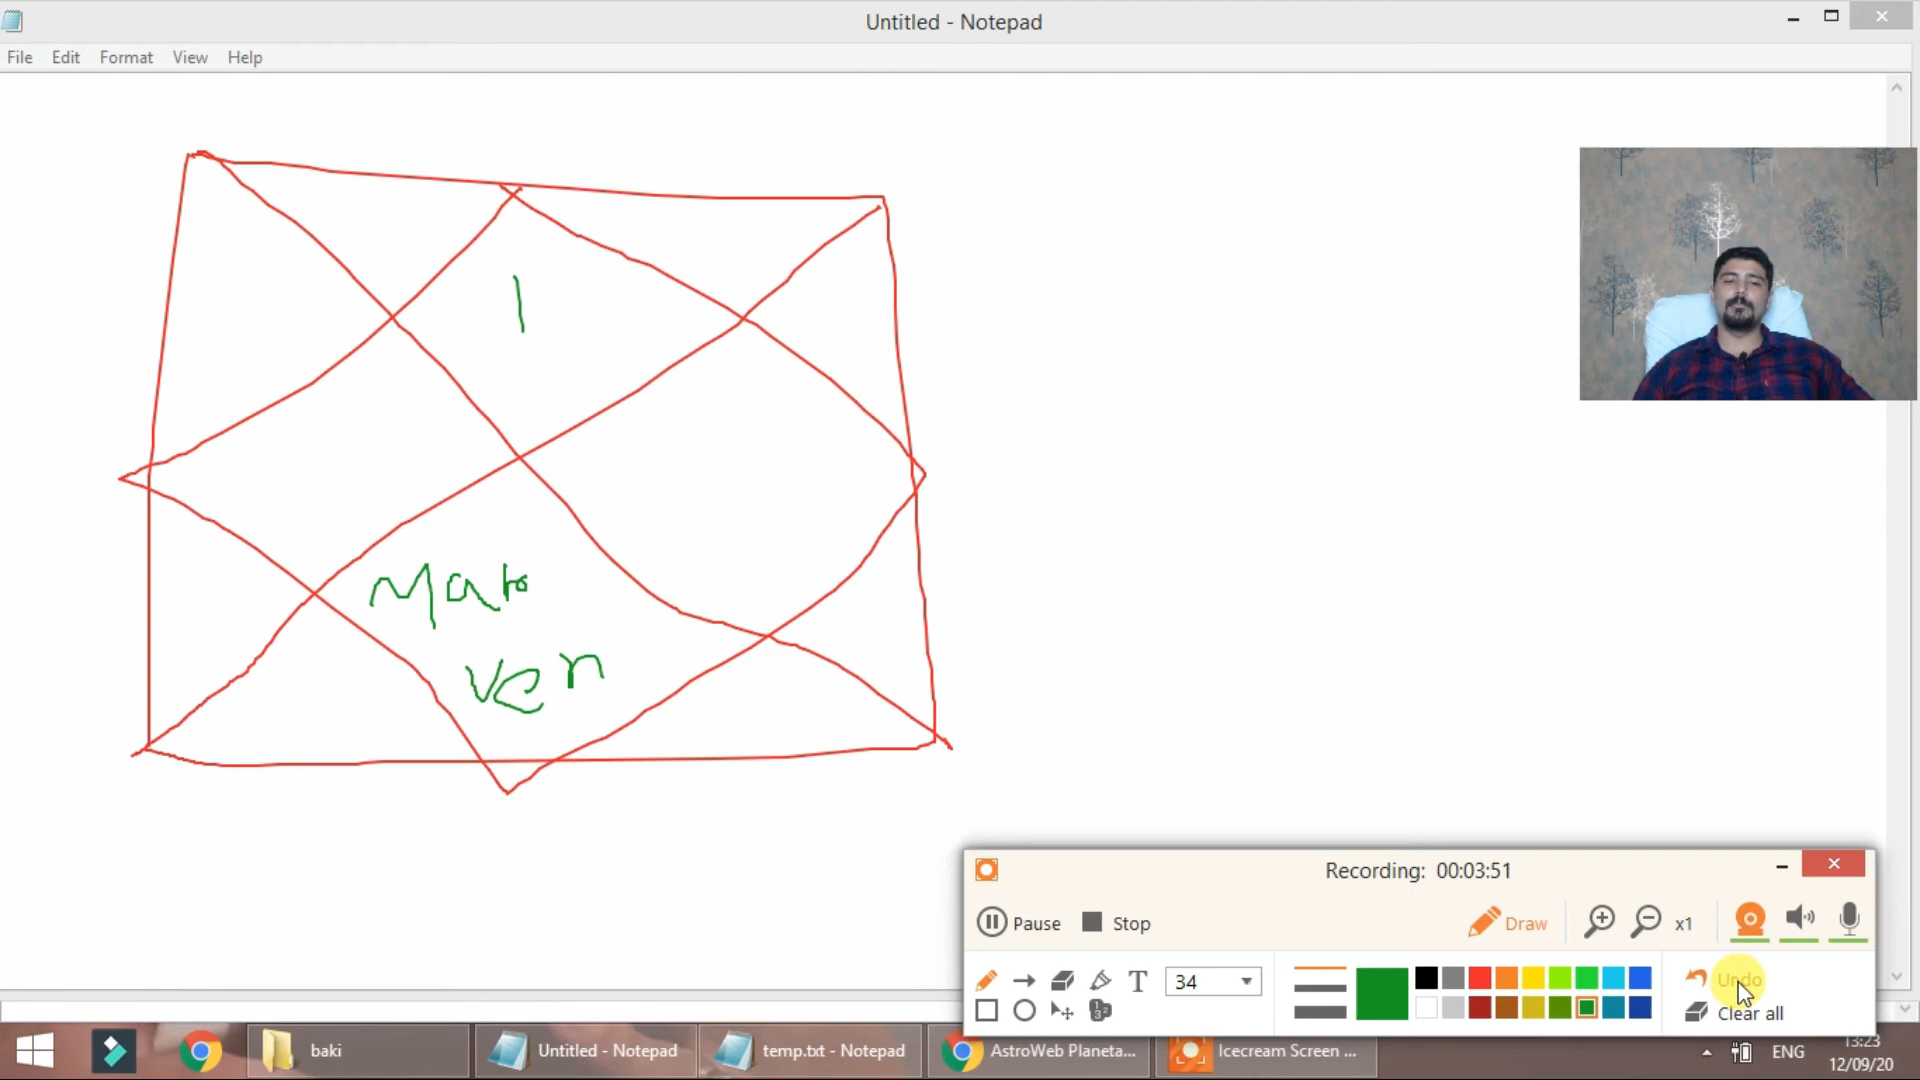 Untitled - Notepad
File Edit Format View Help
1
Mars
Ven
Recording: 00:03:51
Pause Stop Draw x1
T 34 Undo
Clear all
baki Untitled - Notepad temp.txt - Notepad AstroWeb Planeta... Icecream Screen ... ENG
13:23
12/09/20